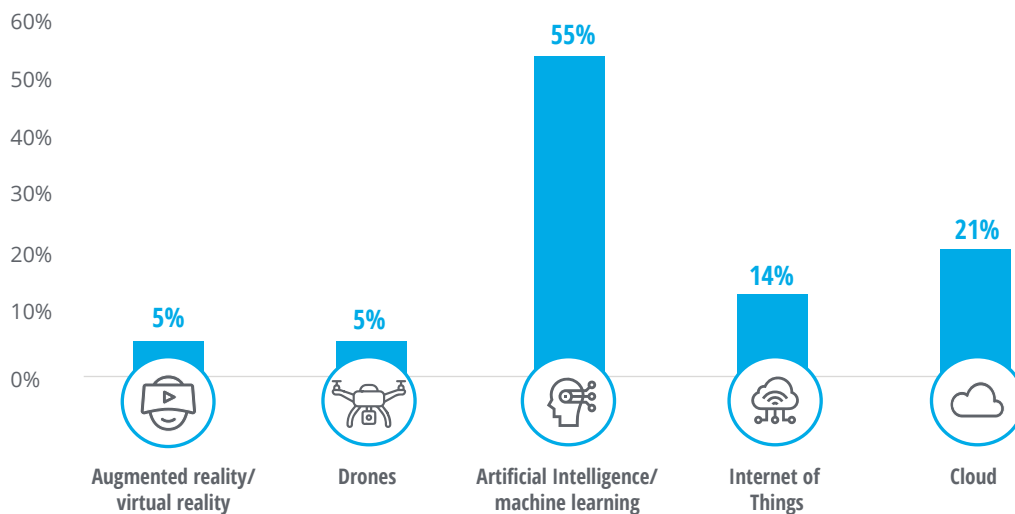 60%
50%
40%
30%
20%
10%
0%
5%
5%
55%
14%
21%
Augmented reality/
virtual reality
Drones
Artificial Intelligence/
machine learning
Internet of
Things
Cloud